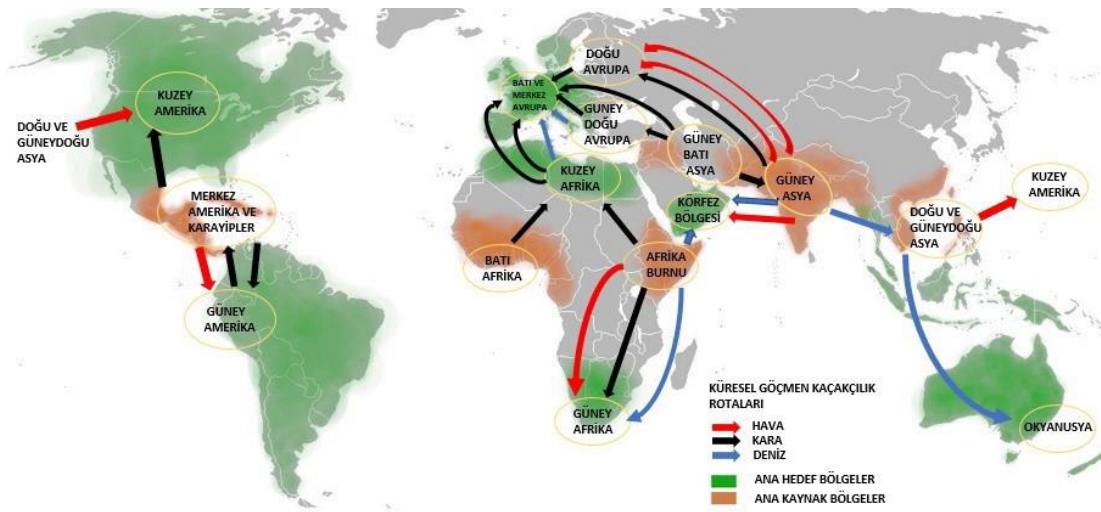 KUZEY
AMERİKA
DOĞU VE
GÜNEYDOĞU
ASYA
MERKEZ
AMERİKA VE
KARAYİPLER
GÜNEY
AMERİKA
DOĞU
AVRUPA
BATI VE
MERKEZ
AVRUPA
GUNEY
DOĞU
AVRUPA
GÜNEY
BATI
ASYA
KUZEY
AFRİKA
GÜNEY
ASYA
KÖRFEZ
BÖLGESİ
BATI
AFRİKA
AFRİKA
BURNU
GÜNEY
AFRİKA
DOĞU VE
GÜNEYDOĞU
ASYA
KUZEY
AMERİKA
OKYANUSYA
KÜRESEL GÖÇMEN KAÇAKÇILIK
ROTALARI
HAVA
KARA
DENİZ
ANA HEDEF BÖLGELER
ANA KAYNAK BÖLGELER